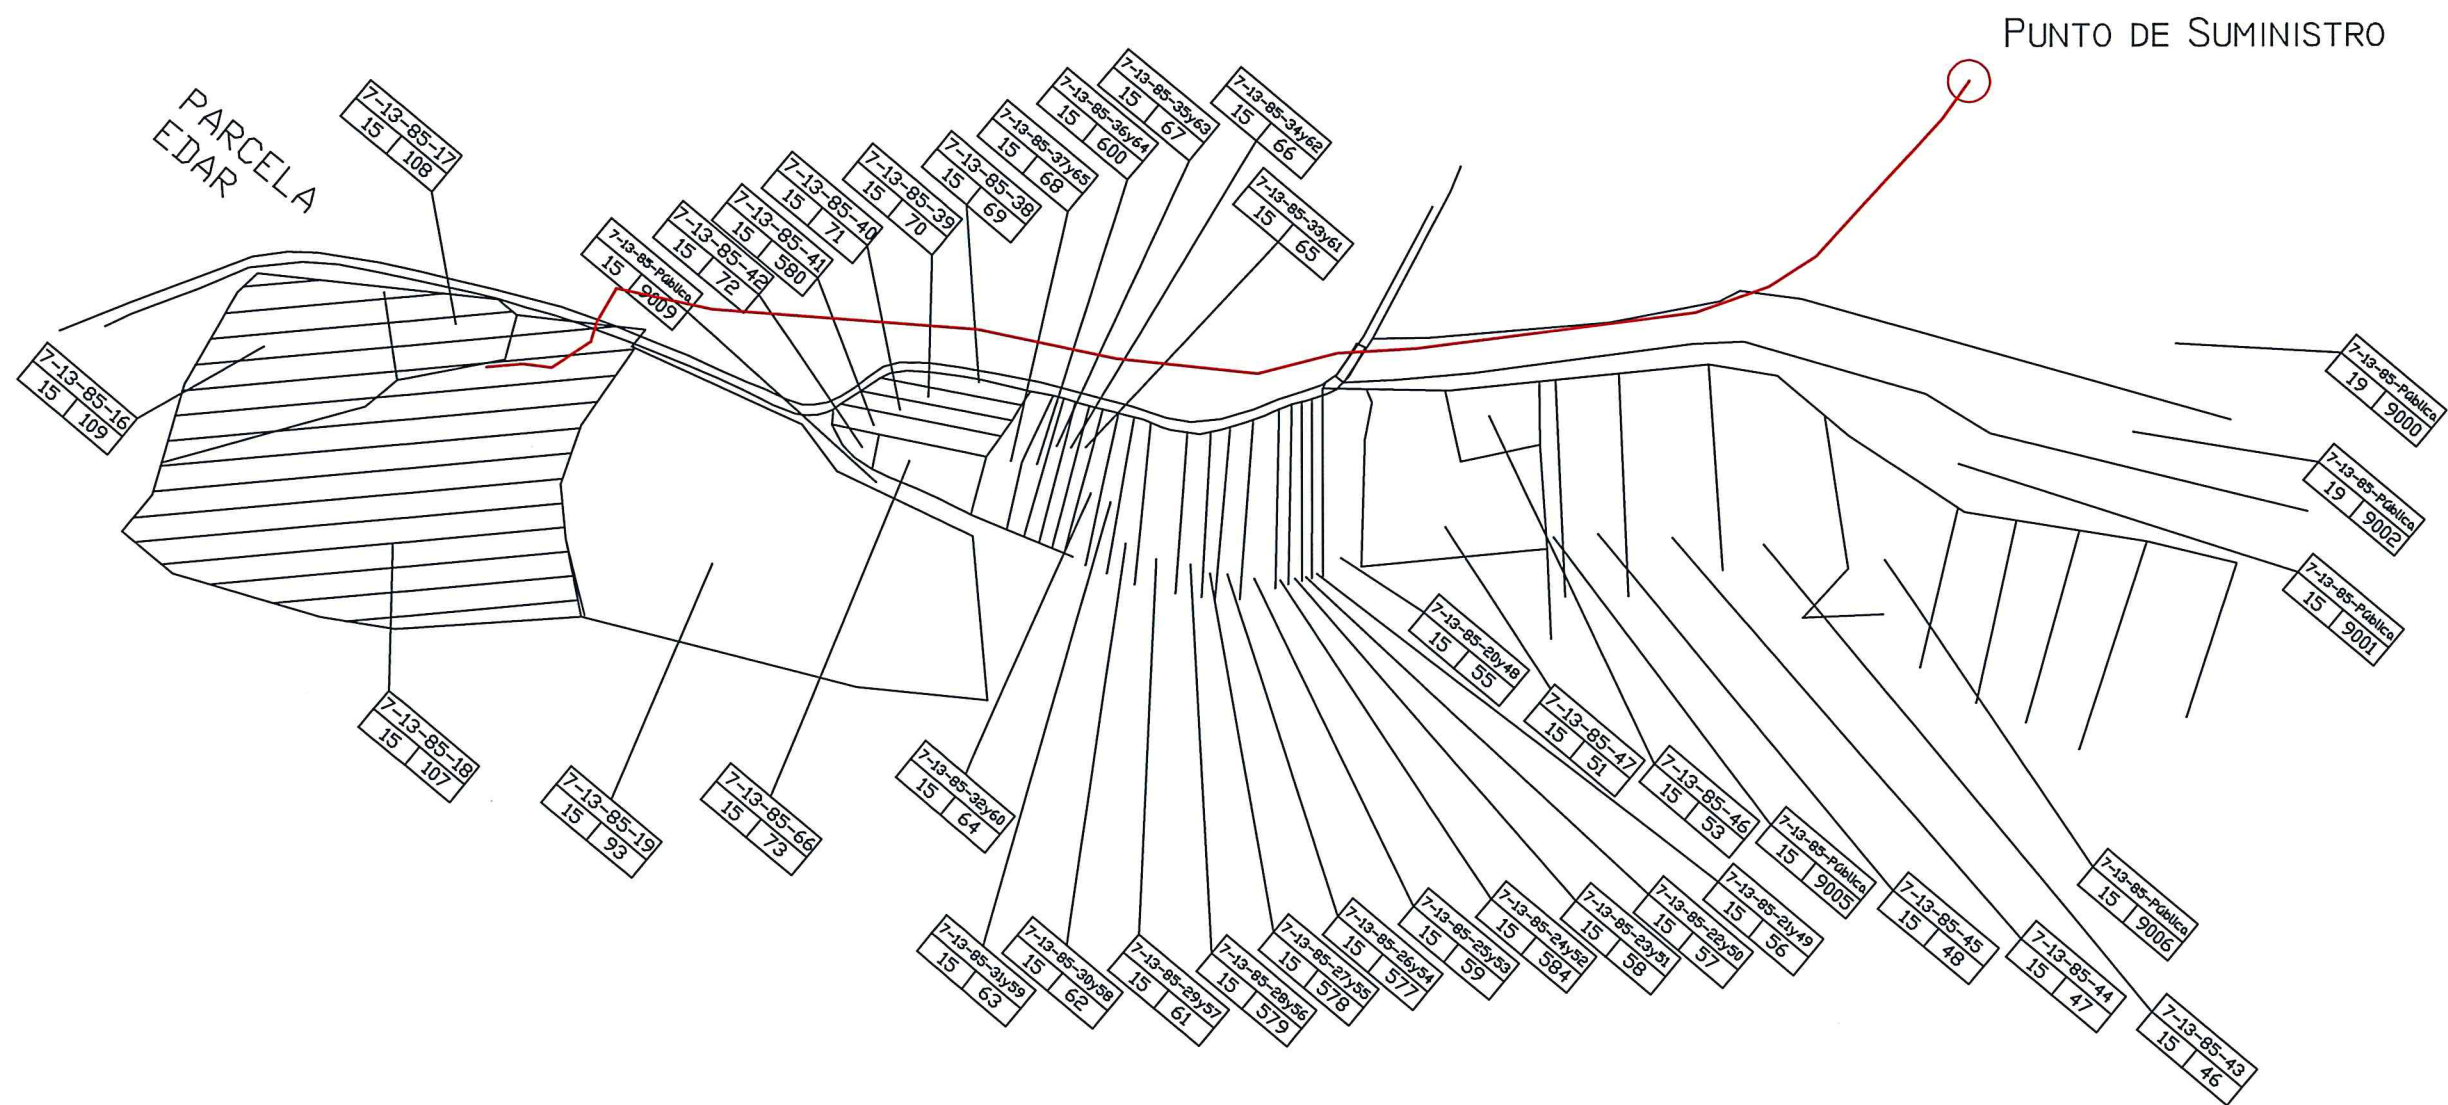 PUNTO DE SUMINISTRO
PARCELA
EDAR
7-13-85-17
15 108
7-13-85-16
15 109
7-13-85-Pública
15 9009
7-13-85-42
15 72
7-13-85-41
15 580
7-13-85-40
15 71
7-13-85-39
15 70
7-13-85-38
15 69
7-13-85-37y65
15 68
7-13-85-36y64
15 600
7-13-85-35y63
15 67
7-13-85-34y62
15 66
7-13-85-33y61
15 65
7-13-85-Pública
19 9000
7-13-85-Pública
19 9002
7-13-85-Pública
15 9001
7-13-85-18
15 107
7-13-85-19
15 93
7-13-85-66
15 73
7-13-85-32y60
15 64
7-13-85-31y59
15 63
7-13-85-30y58
15 62
7-13-85-29y57
15 61
7-13-85-28y56
15 579
7-13-85-27y55
15 578
7-13-85-26y54
15 577
7-13-85-25y53
15 59
7-13-85-24y52
15 584
7-13-85-23y51
15 58
7-13-85-22y50
15 57
7-13-85-21y49
15 56
7-13-85-20y48
15 55
7-13-85-47
15 51
7-13-85-46
15 53
7-13-85-Pública
15 9005
7-13-85-45
15 48
7-13-85-44
15 47
7-13-85-43
15 46
7-13-85-Pública
15 9006